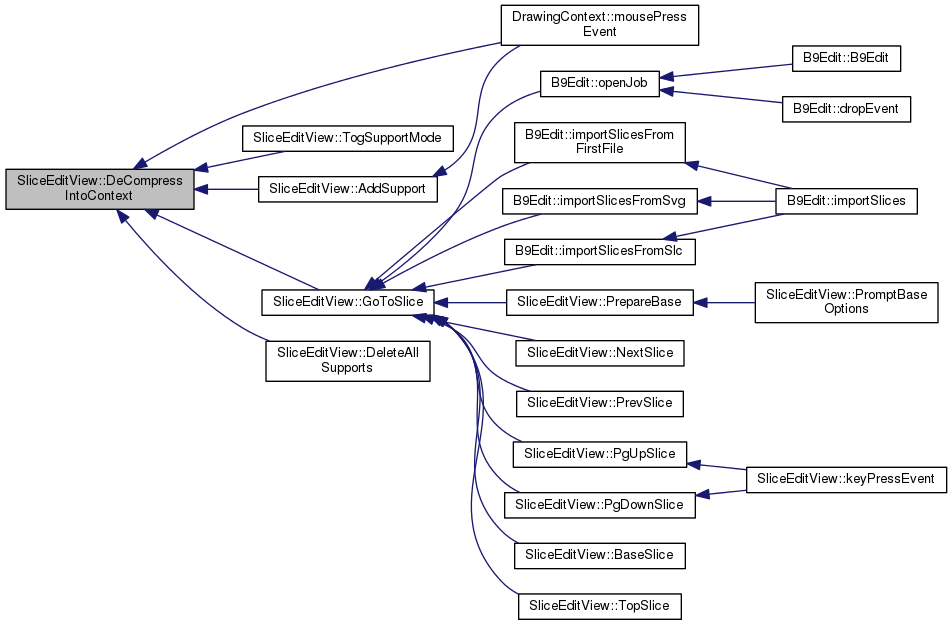 DrawingContext::mousePress
Event
B9Edit::B9Edit
B9Edit::openJob
B9Edit::dropEvent
SliceEditView::TogSupportMode
B9Edit::importSlicesFrom
FirstFile
SliceEditView::DeCompress
IntoContext
SliceEditView::AddSupport
B9Edit::importSlicesFromSvg
B9Edit::importSlices
B9Edit::importSlicesFromSlc
SliceEditView::GoToSlice
SliceEditView::PrepareBase
SliceEditView::PromptBase
Options
SliceEditView::DeleteAll
Supports
SliceEditView::NextSlice
SliceEditView::PrevSlice
SliceEditView::PgUpSlice
SliceEditView::keyPressEvent
SliceEditView::PgDownSlice
SliceEditView::BaseSlice
SliceEditView::TopSlice